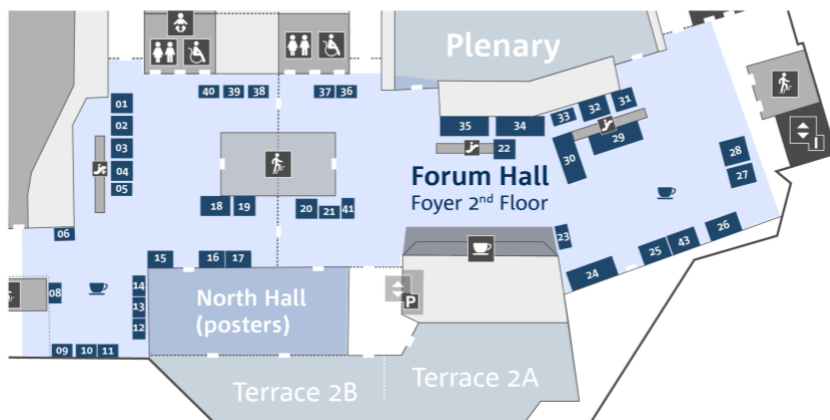 Plenary
40 39 38 37 36
01
02
03
04
05
35 34 33 32 31
22 29
30
28
27
Forum Hall
Foyer 2nd Floor
18 19 20 21 41
06
23
26
25 43
24
15 16 17
08
14
13
12
North Hall
(posters)
P
09 10 11
Terrace 2B
Terrace 2A